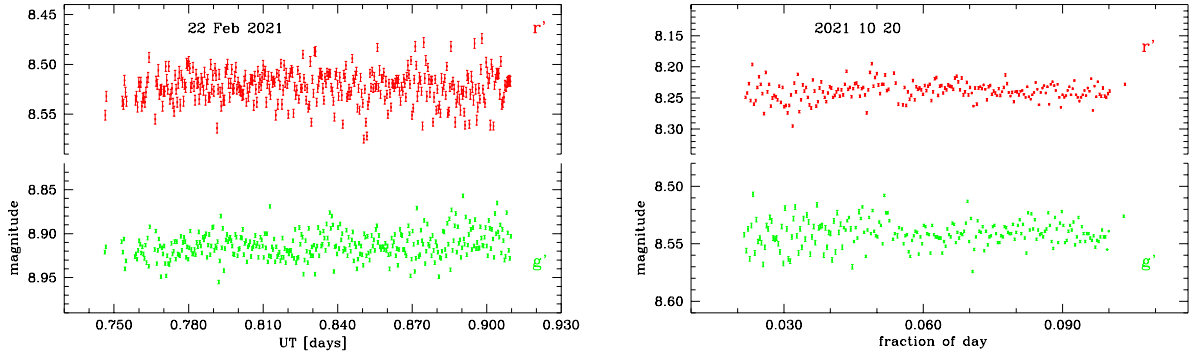 22 Feb 2021
r'
8.45
8.50
8.55
8.85
8.90
8.95
g'
magnitude
0.750 0.780 0.810 0.840 0.870 0.900 0.930
UT [days]
2021 10 20
r'
8.15
8.20
8.25
8.30
8.50
8.55
8.60
g'
magnitude
0.030 0.060 0.090
fraction of day